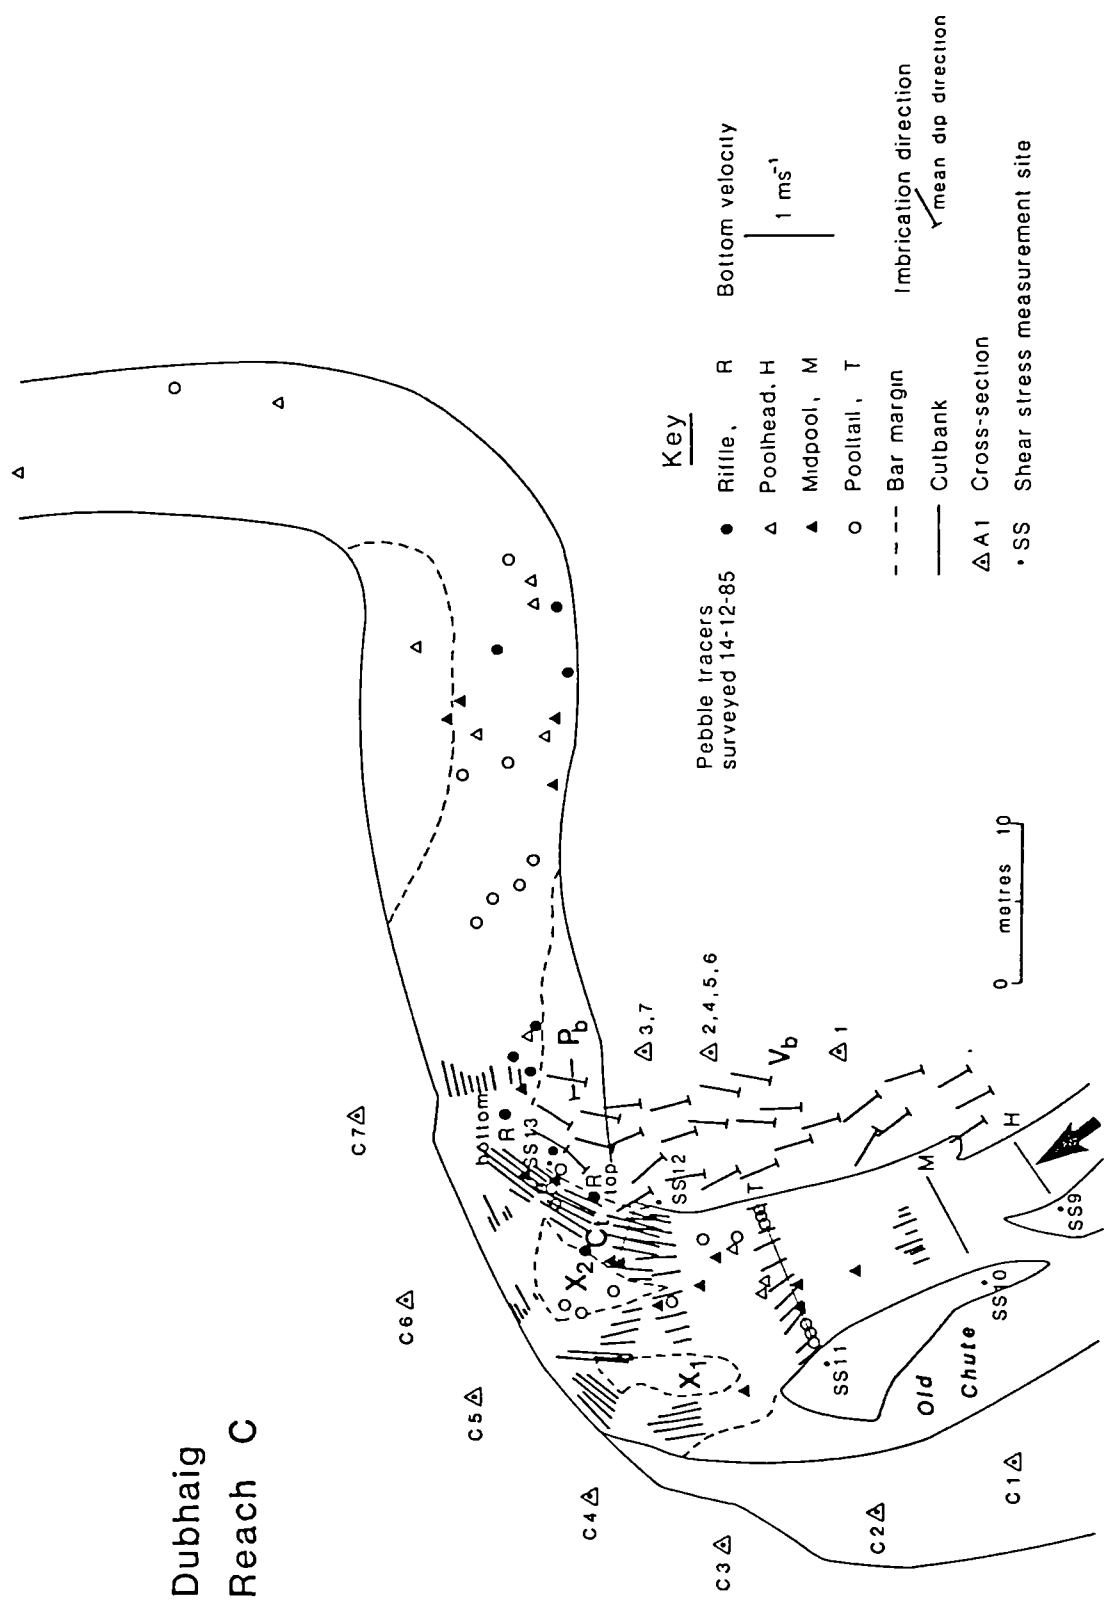 Dubhaig
Reach C
C7
C6
C5
C4
C3
C2
C1
bottom
R
SS13
R
top
P_b
C
X₂
X₁
SS12
3,7
2,4,5,6
V_b
1
T
M
H
SS11
SS10
SS9
Old
Chute
0 metres 10
Key
Pebble tracers
surveyed 14-12-85
Riffle, R
Poolhead, H
Midpool, M
Pooltail, T
Bar margin
Cutbank
A1 Cross-section
SS Shear stress measurement site
Bottom velocity
1 ms⁻¹
Imbrication direction
mean dip direction